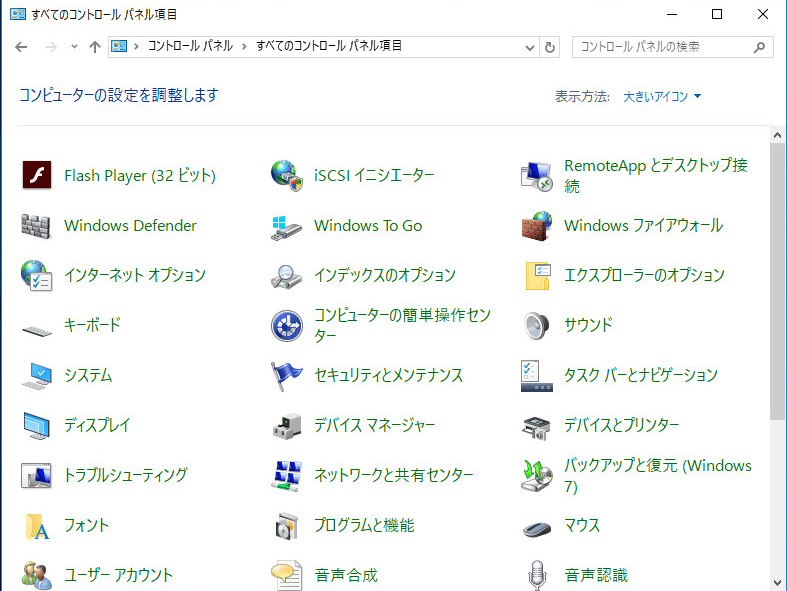 すべてのコントロール パネル項目
コントロール パネル › すべてのコントロール パネル項目
コントロール パネルの検索
コンピューターの設定を調整します
表示方法: 大きいアイコン
Flash Player (32 ビット)
iSCSI イニシエーター
RemoteApp とデスクトップ接
続
Windows Defender
Windows To Go
Windows ファイアウォール
インターネット オプション
インデックスのオプション
エクスプローラーのオプション
キーボード
コンピューターの簡単操作セン
ター
サウンド
システム
セキュリティとメンテナンス
タスク バーとナビゲーション
ディスプレイ
デバイス マネージャー
デバイスとプリンター
トラブルシューティング
ネットワークと共有センター
バックアップと復元 (Windows
7)
フォント
プログラムと機能
マウス
ユーザー アカウント
音声合成
音声認識